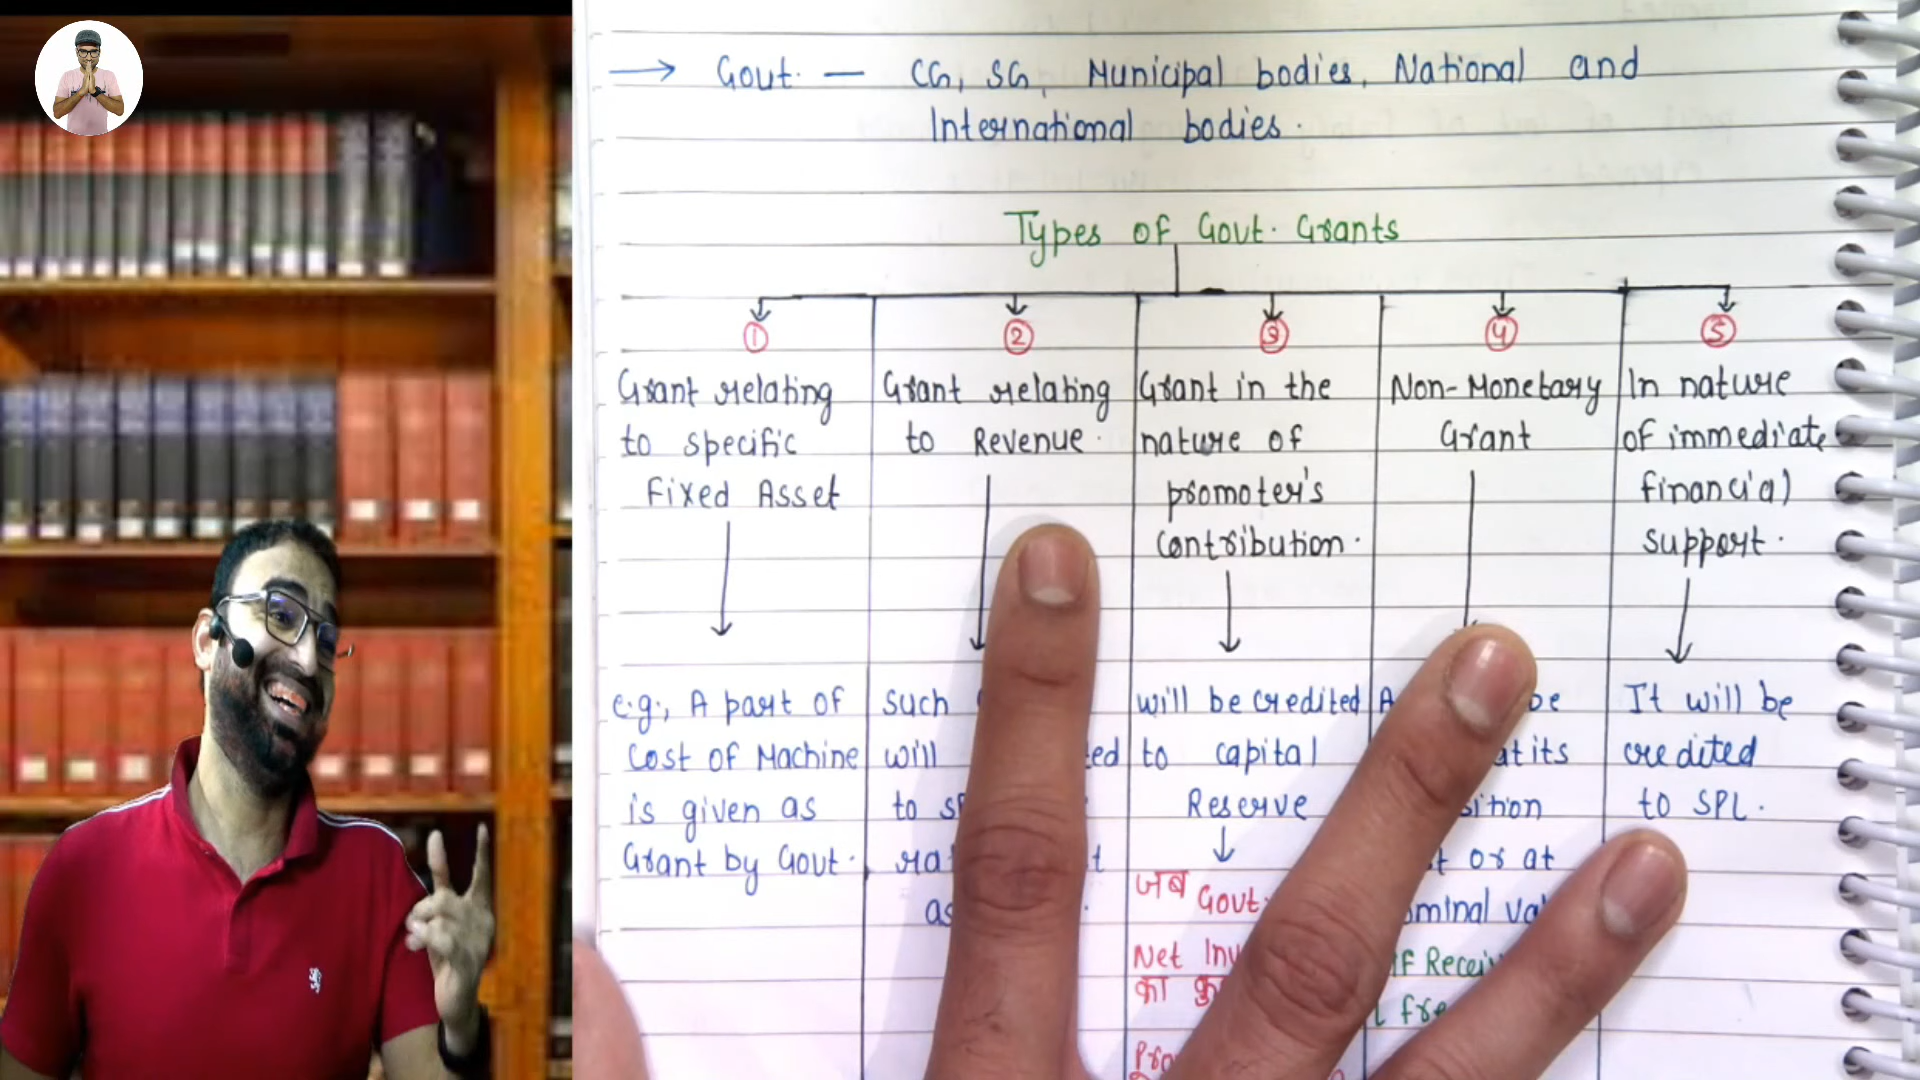 → Govt. — CG, SG, Municipal bodies, National and
International bodies.
Types of Govt. Grants
① ② ③ ④ ⑤
Grant relating
to specific
Fixed Asset
e.g., A part of
Cost of Machine
is given as
Grant by Govt.
Grant relating
to Revenue.
such
will
to
Grant in the
nature of
promoter's
contribution.
will be credited
to capital
Reserve
जब Govt.
Net
का
Non-Monetary
Grant
be
at its
or at
If
In nature
of immediate
financial
support.
It will be
credited
to SPL.